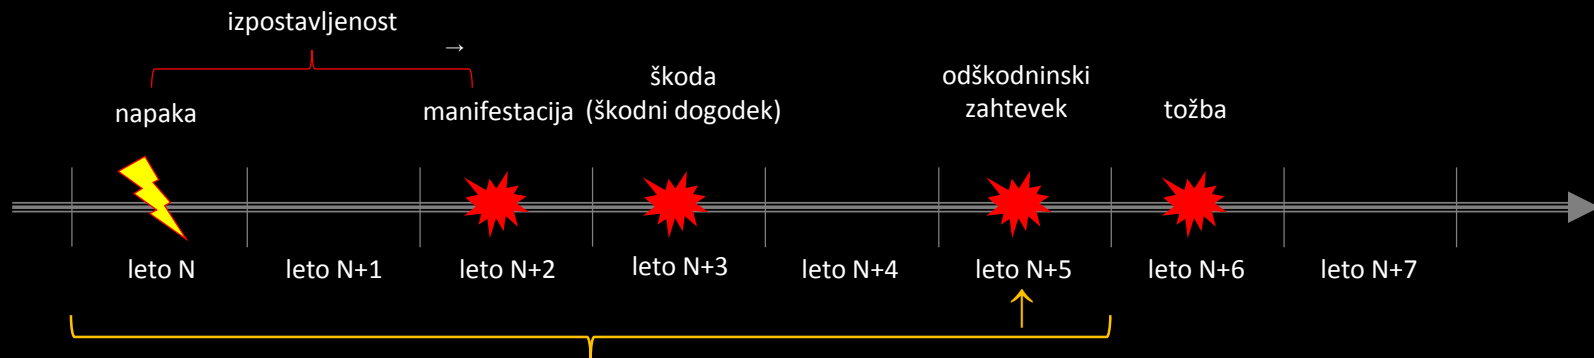 izpostavljenost
→
napaka
manifestacija
škoda
(škodni dogodek)
odškodninski
zahtevek
tožba
leto N
leto N+1
leto N+2
leto N+3
leto N+4
leto N+5
leto N+6
leto N+7